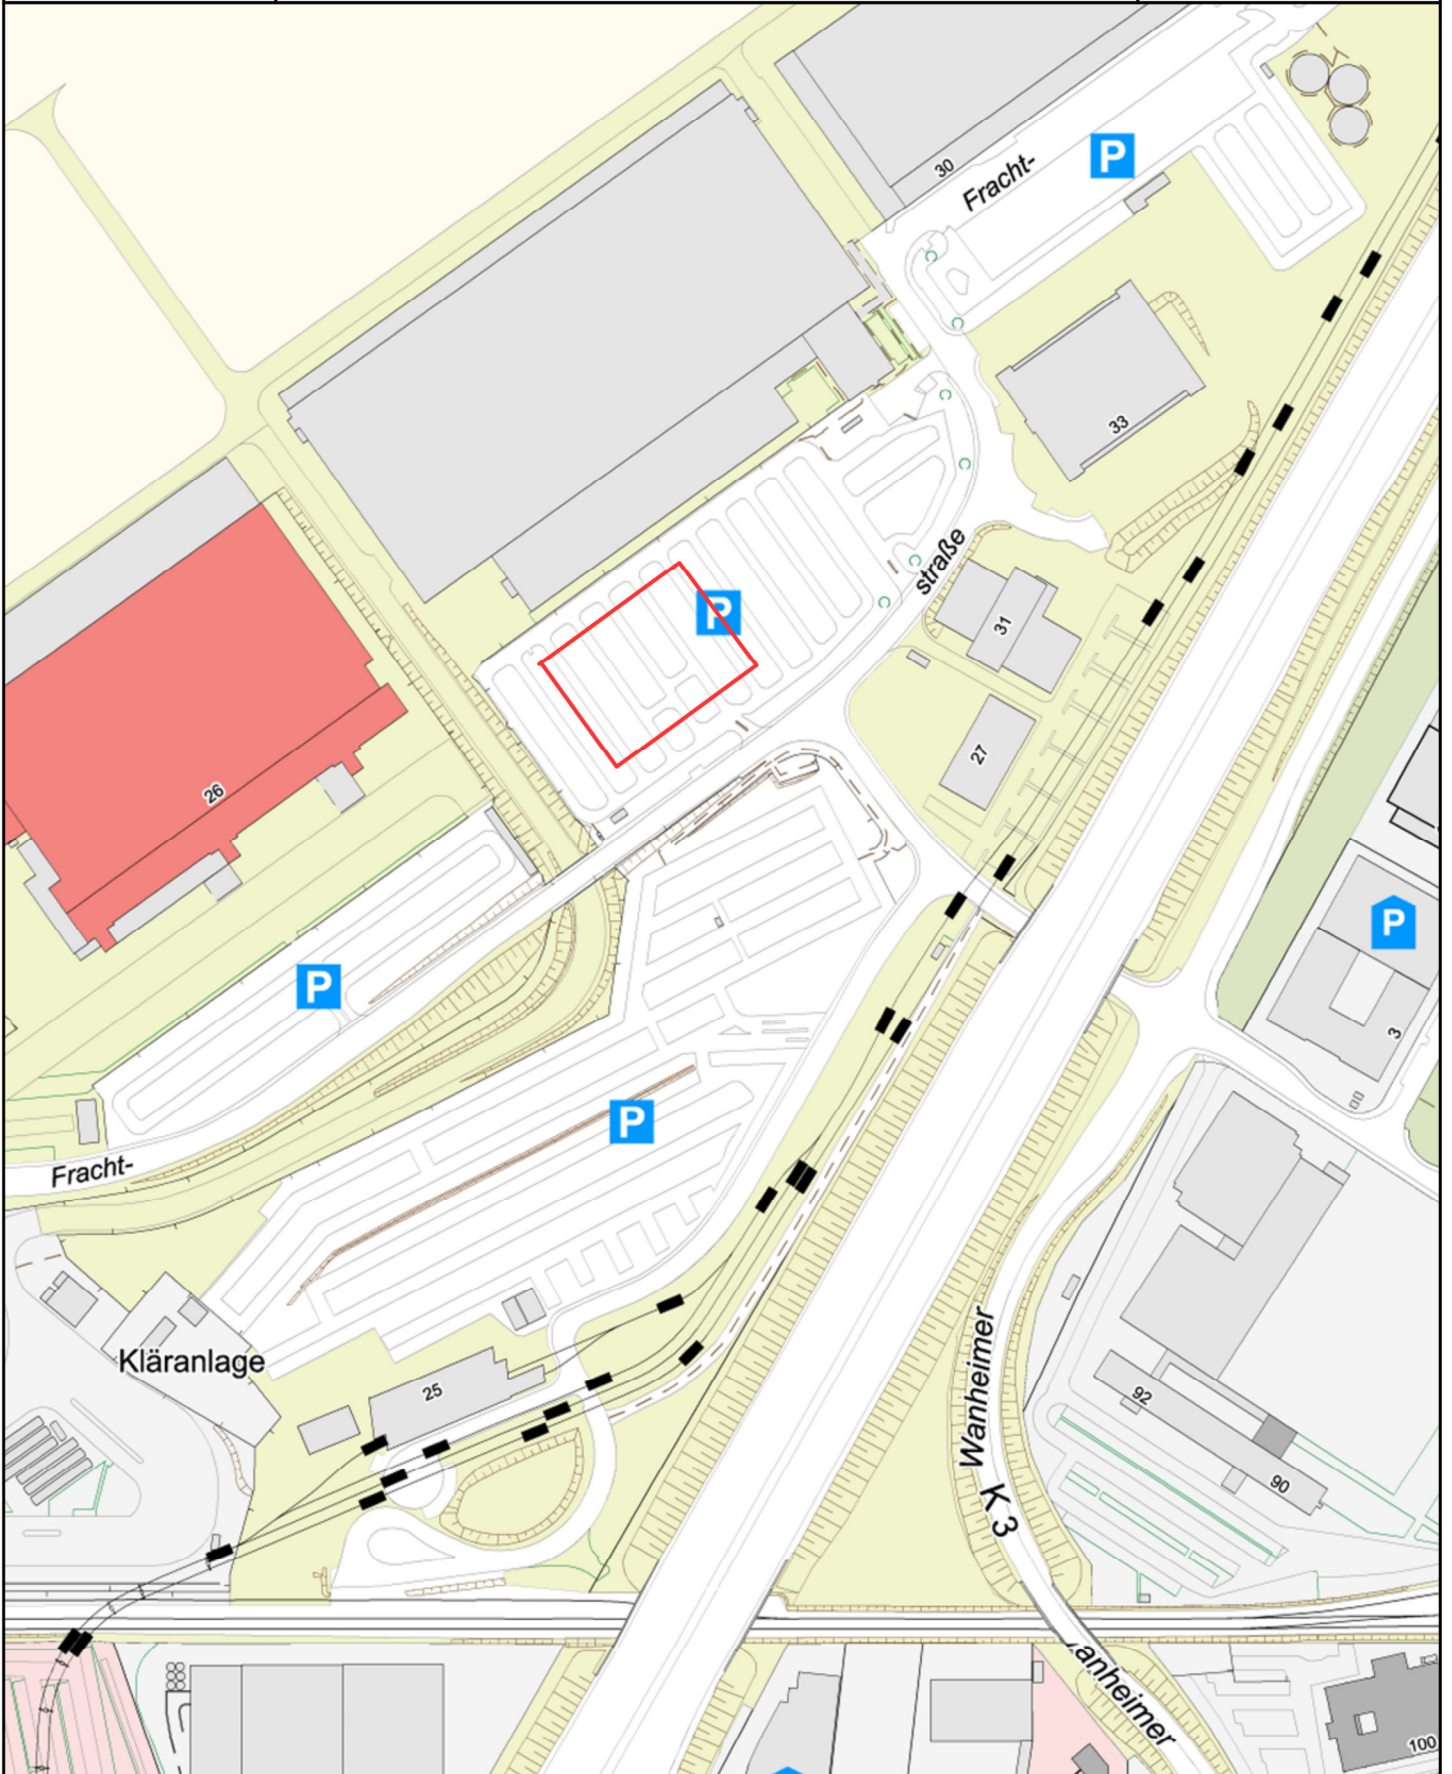 30
Fracht-
P
33
straße
P
31
27
26
P
P
3
Fracht-
P
Kläranlage
25
Wanheimer
K 3
92
90
anheimer
100